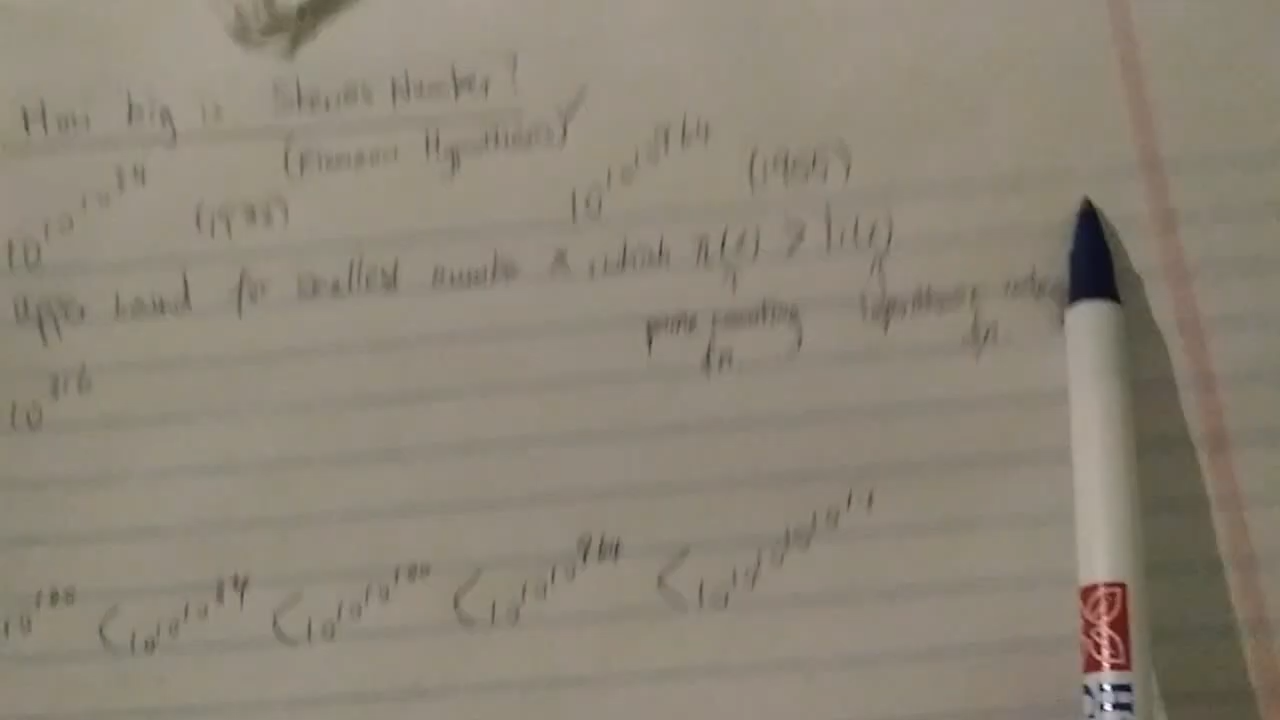 How big is Skewes Number?
(Riemann Hypothesis)
10^10^10^34 (1933) 10^10^10^964 (1955)
Upper bound for smallest number x which π(x) > li(x)
prime counting fn logarithmic integral fn
10^316
10^100 < 10^10^10^34 < 10^10^10^100 < 10^10^10^964 <